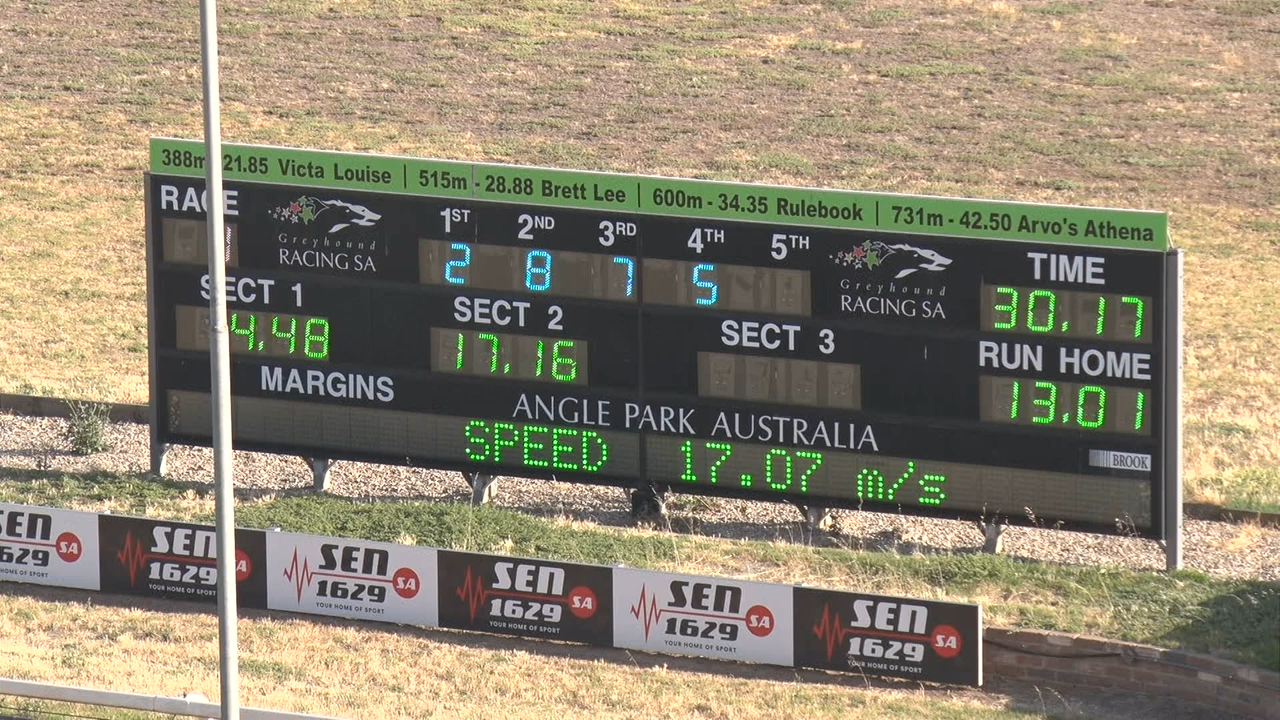 388m 21.85 Victa Louise | 515m - 28.88 Brett Lee | 600m - 34.35 Rulebook | 731m - 42.50 Arvo's Athena
RACE
Greyhound
RACING SA
1ST 2ND 3RD 4TH 5TH
2 8 7 5
Greyhound
RACING SA
TIME
30.17
SECT 1
4.48
SECT 2
17.16
SECT 3
RUN HOME
13.01
MARGINS
ANGLE PARK AUSTRALIA
SPEED 17.07 m/s
BROOK
SEN
1629 SA
YOUR HOME OF SPORT
SEN
1629
YOUR HOME OF SPORT
SEN
1629 SA
YOUR HOME OF SPORT
SEN
1629 SA
YOUR HOME OF SPORT
SEN
1629 SA
YOUR HOME OF SPORT
SEN
1629 SA
YOUR HOME OF SPORT